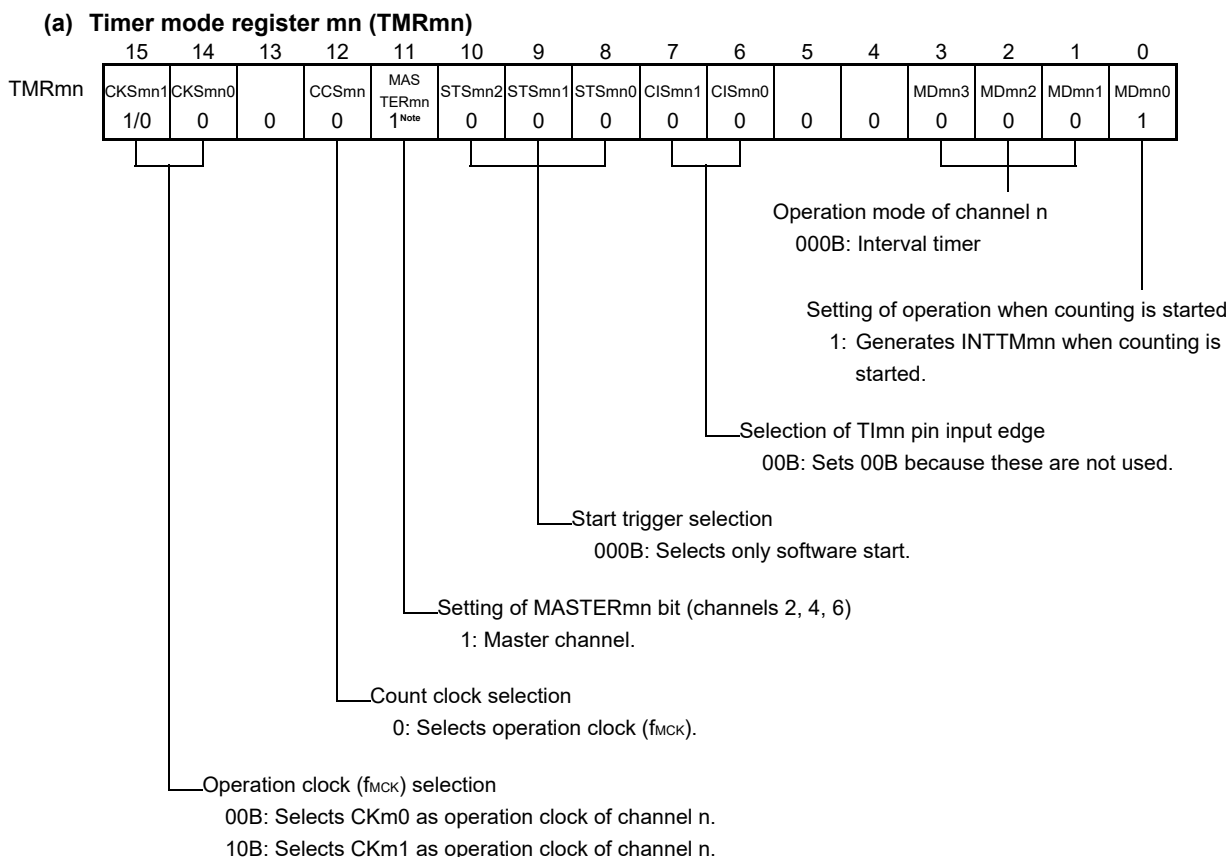 (a) Timer mode register mn (TMRmn)
15 14 13 12 11 10 9 8 7 6 5 4 3 2 1 0
TMRmn CKSmn1 CKSmn0 CCSmn MAS TERmn STSmn2 STSmn1 STSmn0 CISmn1 CISmn0 MDmn3 MDmn2 MDmn1 MDmn0
1/0 0 0 0 1Note 0 0 0 0 0 0 0 0 0 0 1
Operation mode of channel n
000B: Interval timer
Setting of operation when counting is started
1: Generates INTTMmn when counting is
started.
Selection of TImn pin input edge
00B: Sets 00B because these are not used.
Start trigger selection
000B: Selects only software start.
Setting of MASTERmn bit (channels 2, 4, 6)
1: Master channel.
Count clock selection
0: Selects operation clock (fMCK).
Operation clock (fMCK) selection
00B: Selects CKm0 as operation clock of channel n.
10B: Selects CKm1 as operation clock of channel n.